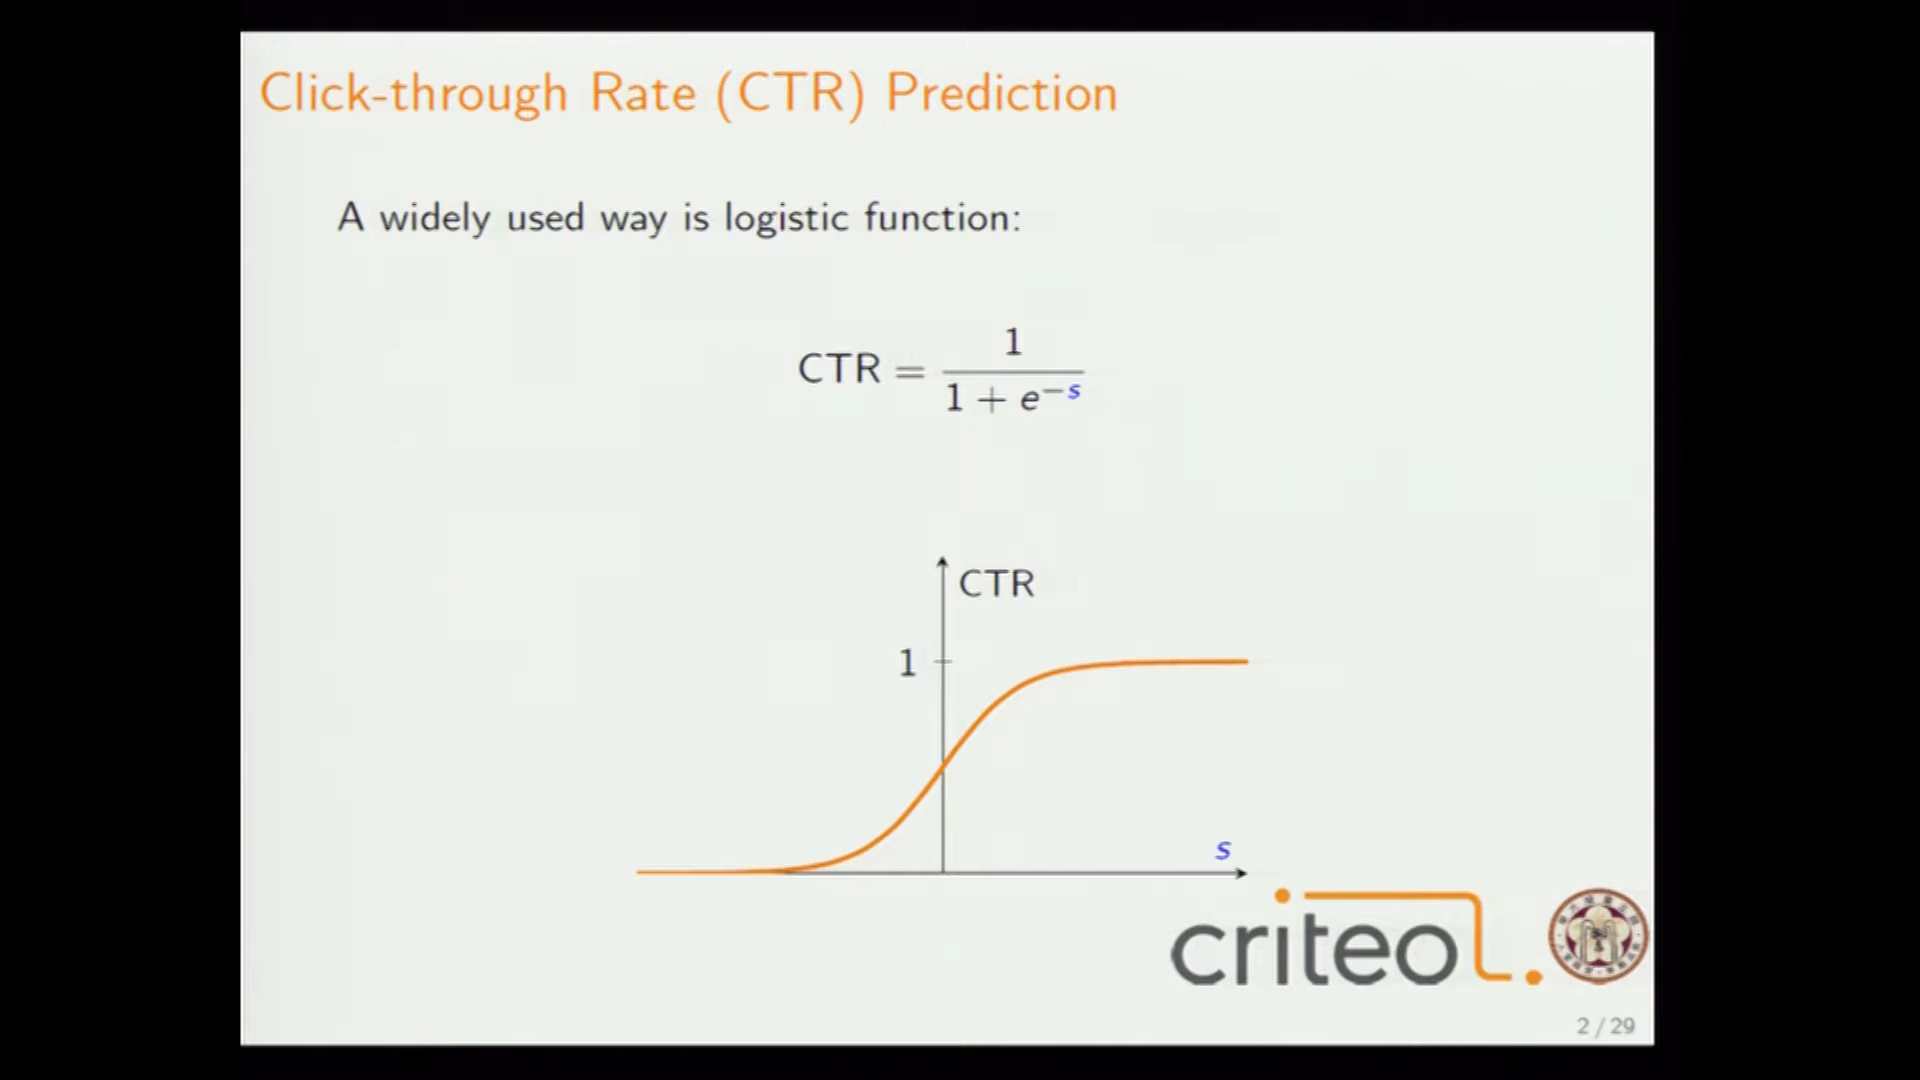 Click-through Rate (CTR) Prediction
A widely used way is logistic function:
CTR = 1 / (1 + e^{-s})
CTR
1
s
criteo
2 / 29